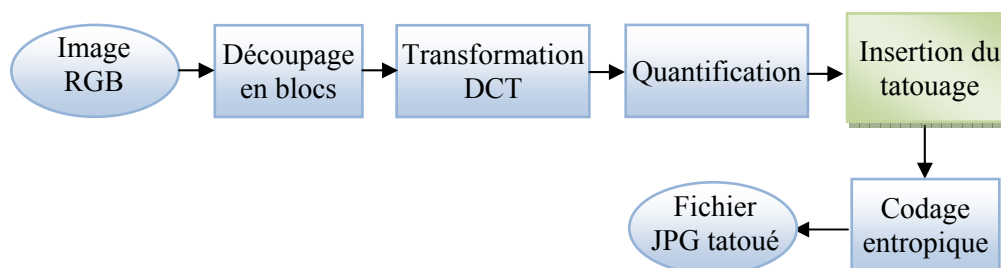 Image
RGB
Découpage
en blocs
Transformation
DCT
Quantification
Insertion du
tatouage
Codage
entropique
Fichier
JPG tatoué